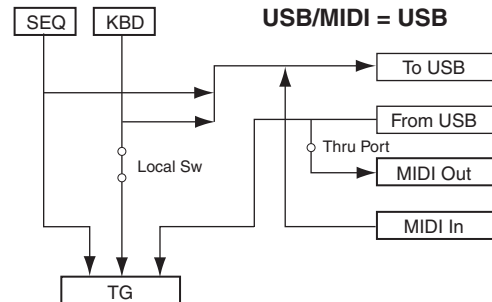 SEQ
KBD
USB/MIDI = USB
To USB
From USB
Thru Port
Local Sw
MIDI Out
MIDI In
TG